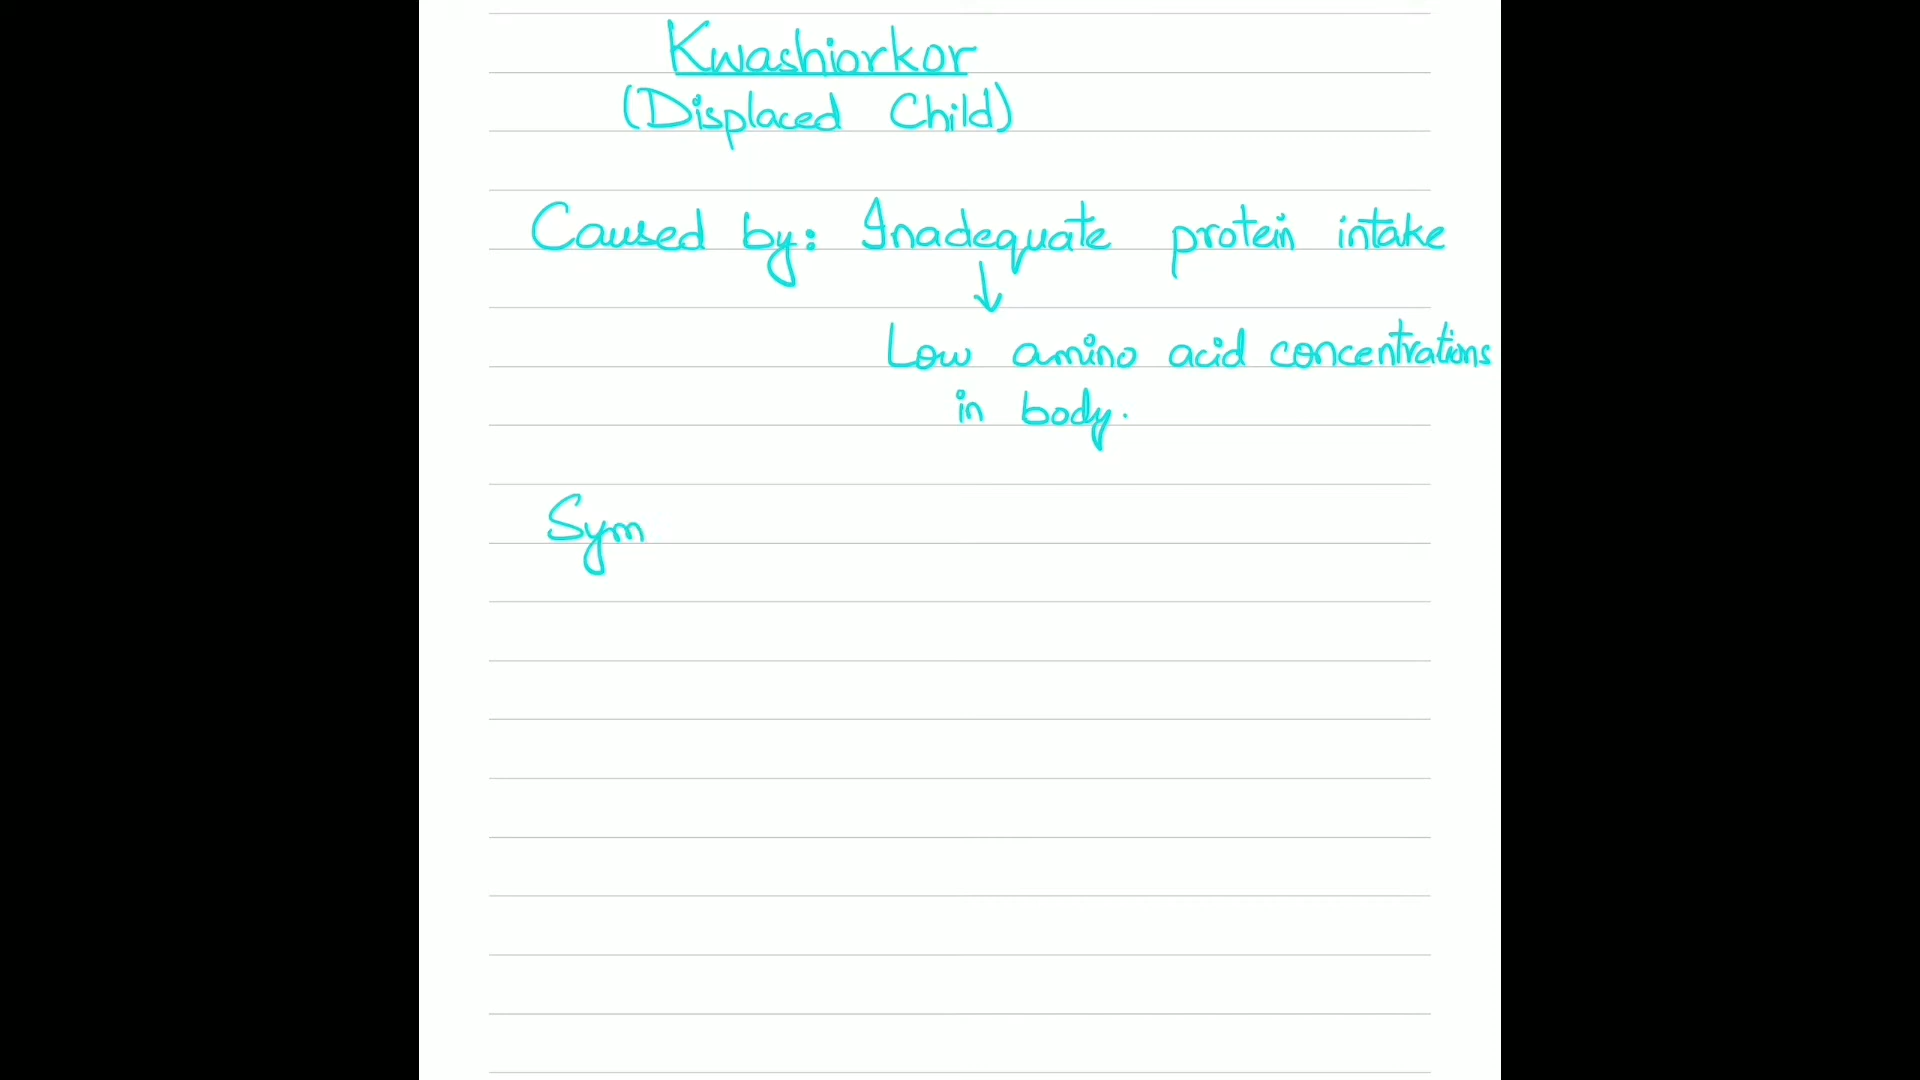 Kwashiorkor
(Displaced Child)
Caused by: Inadequate protein intake
↓
Low amino acid concentrations
in body.
Sym